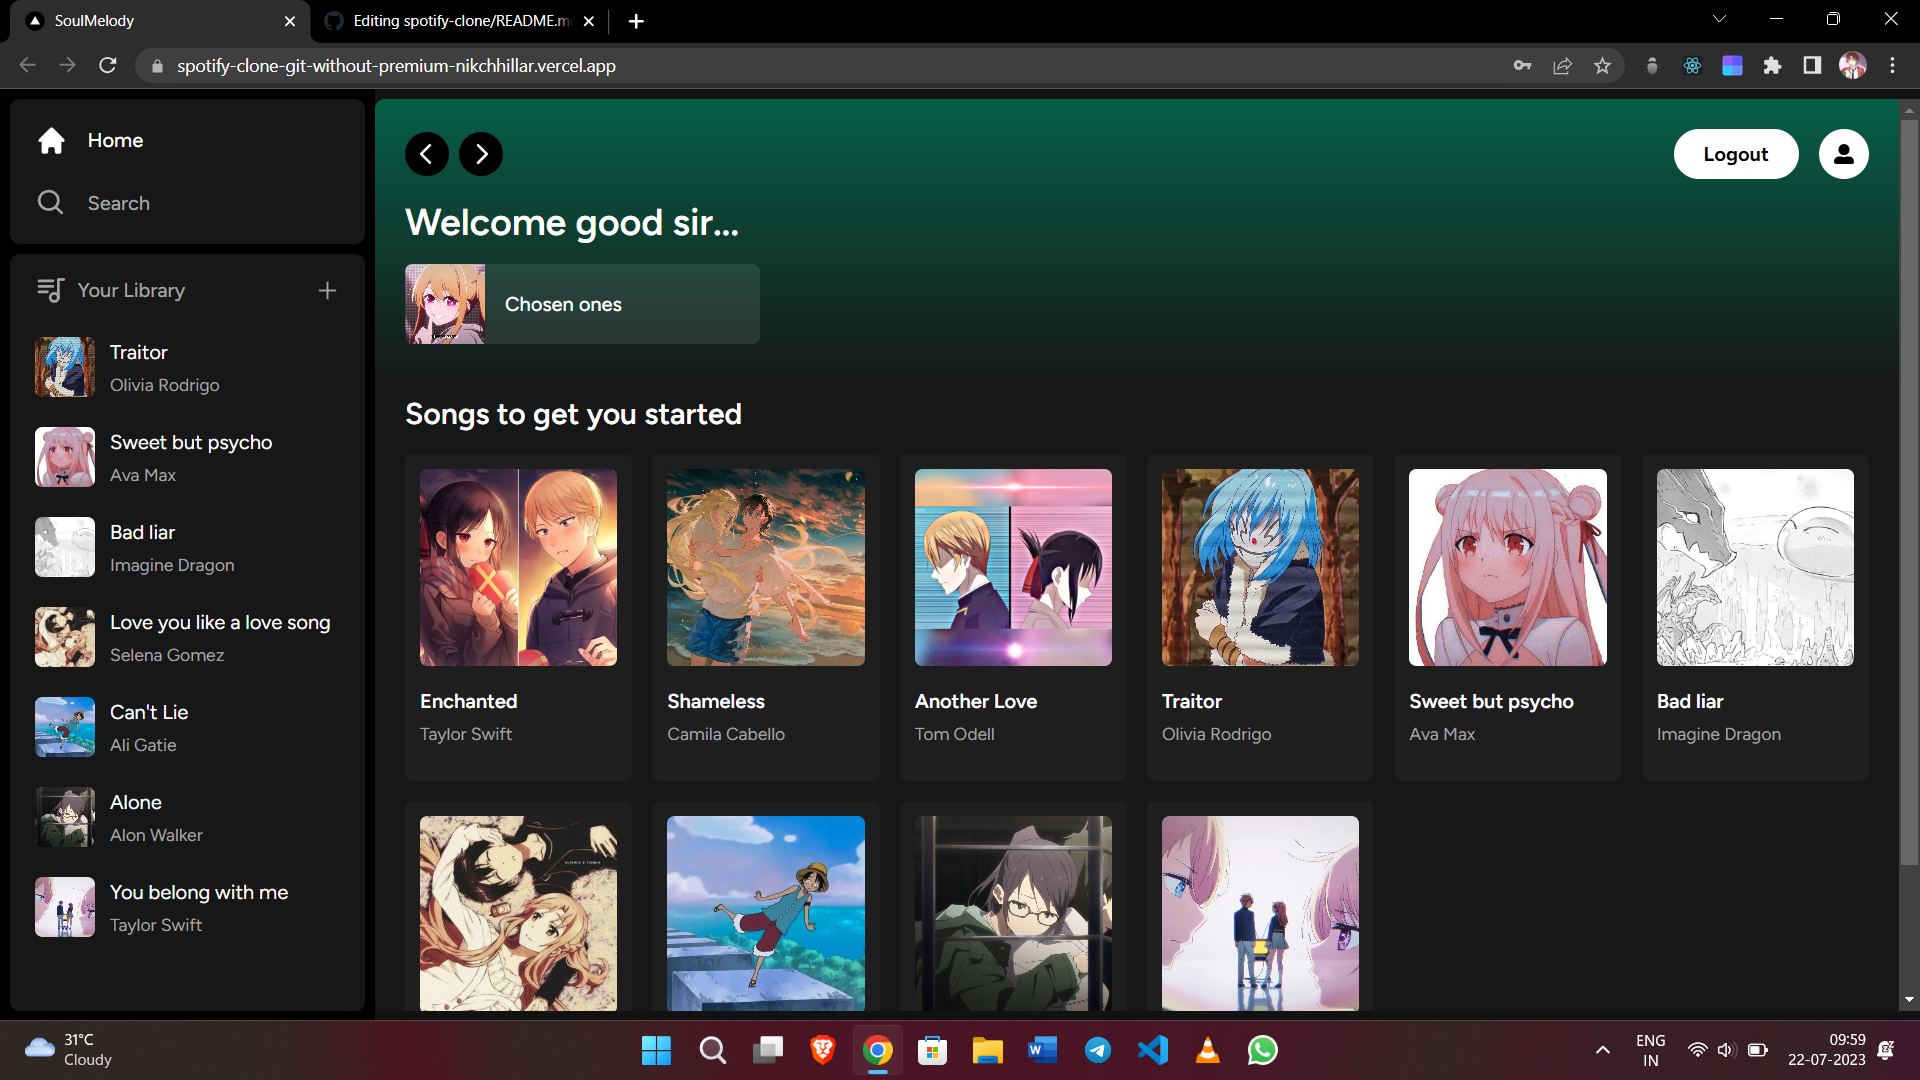 SoulMelody
Editing spotify-clone/README.m
spotify-clone-git-without-premium-nikchhillar.vercel.app
Home
Search
Your Library
Traitor
Olivia Rodrigo
Sweet but psycho
Ava Max
Bad liar
Imagine Dragon
Love you like a love song
Selena Gomez
Can't Lie
Ali Gatie
Alone
Alon Walker
You belong with me
Taylor Swift
Logout
Welcome good sir...
Chosen ones
Songs to get you started
Enchanted
Taylor Swift
Shameless
Camila Cabello
Another Love
Tom Odell
Traitor
Olivia Rodrigo
Sweet but psycho
Ava Max
Bad liar
Imagine Dragon
31°C
Cloudy
ENG
IN
09:59
22-07-2023